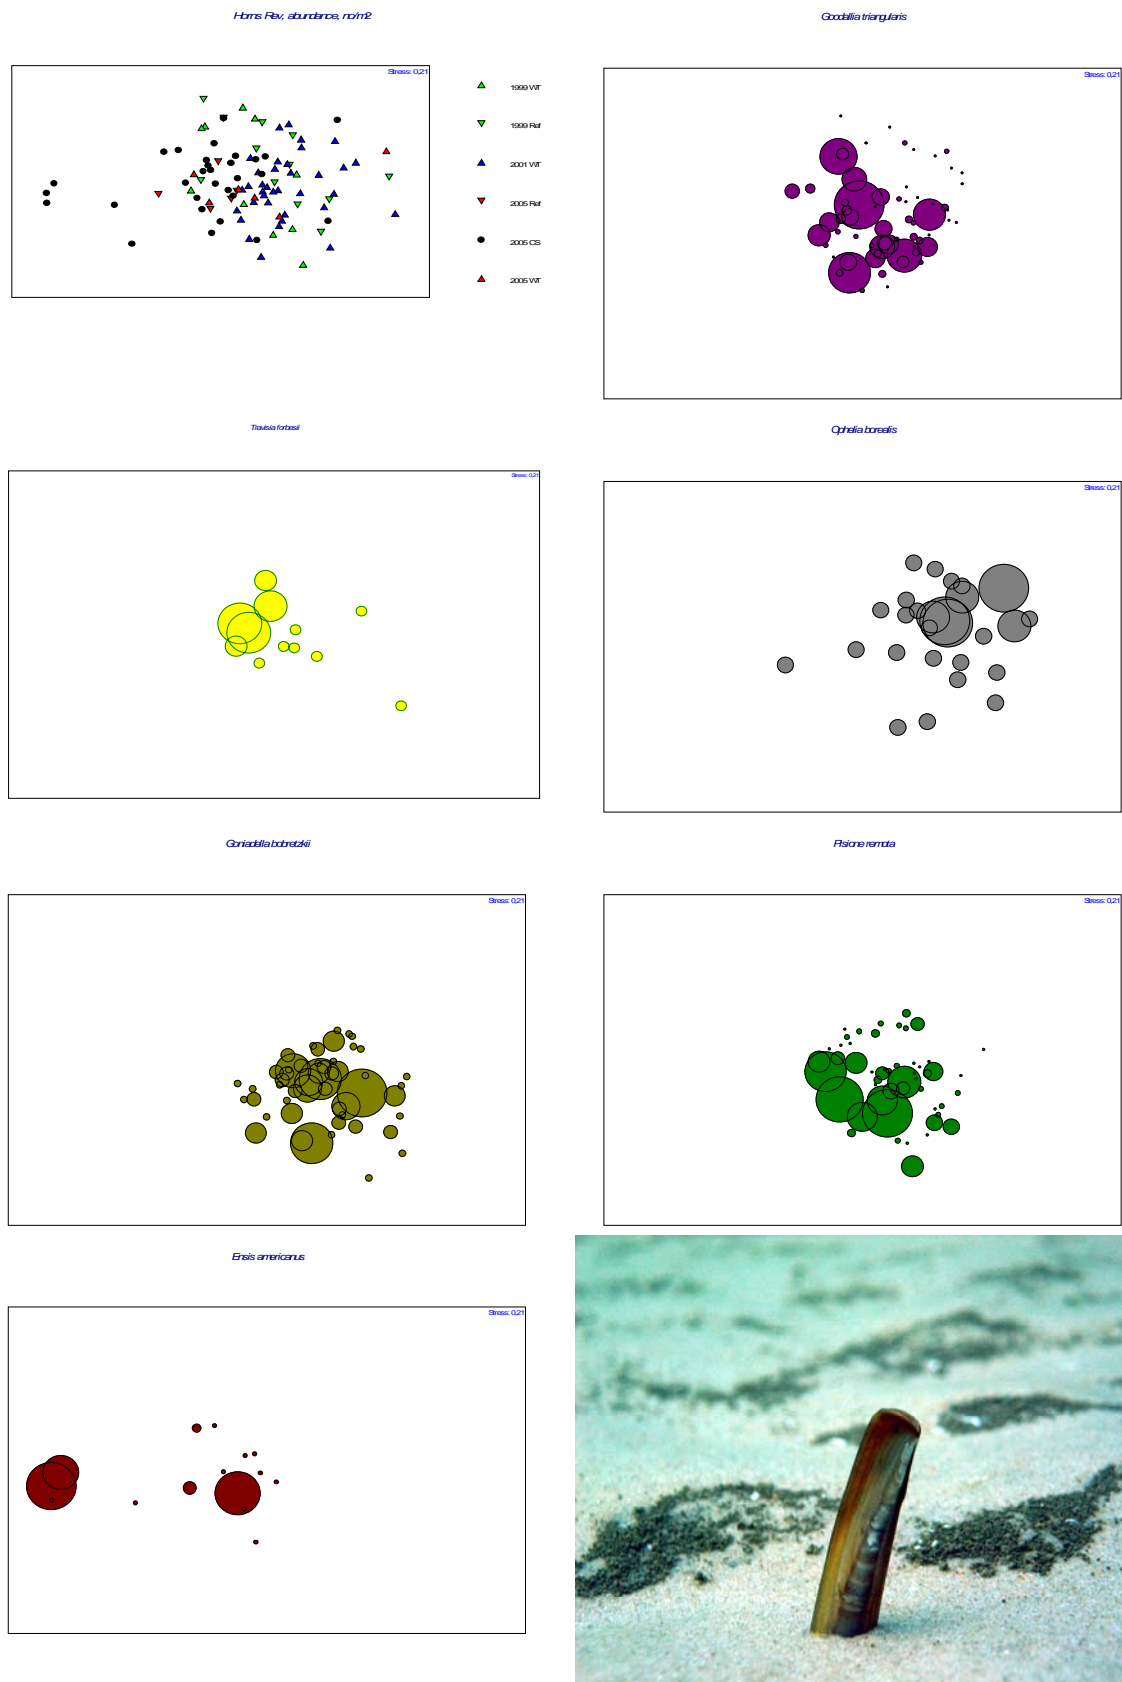 Horns Rev, abundance, no/m2
Stress: 0,21
1999 WT
1999 Ref
2001 WT
2005 Ref
2005 CS
2005 WT
Goodallia triangularis
Stress: 0,21
Travisia forbesii
Stress: 0,21
Ophelia borealis
Stress: 0,21
Goniadella bobretzkii
Stress: 0,21
Pisione remota
Stress: 0,21
Ensis americanus
Stress: 0,21